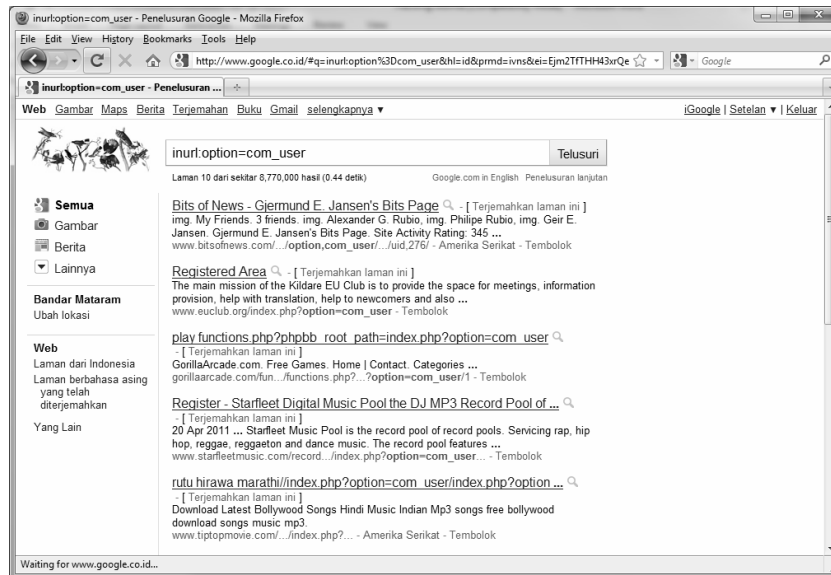 inurl:option=com_user - Penelusuran Google - Mozilla Firefox
File Edit View History Bookmarks Tools Help
http://www.google.co.id/#q=inurl:option%3Dcom_user&hl=id&prmd=ivns&ei=Ejm2TfTHH43xrQe
Google
inurl:option=com_user - Penelusuran ...
Web Gambar Maps Berita Terjemahan Buku Gmail selengkapnya ▼
iGoogle | Setelan ▼ | Keluar
inurl:option=com_user
Telusuri
Laman 10 dari sekitar 8,770,000 hasil (0.44 detik)
Google.com in English Penelusuran lanjutan
Semua
Gambar
Berita
Lainnya
Bandar Mataram
Ubah lokasi
Web
Laman dari Indonesia
Laman berbahasa asing
yang telah
diterjemahkan
Yang Lain
Bits of News - Gjermund E. Jansen's Bits Page - [ Terjemahkan laman ini ]
img. My Friends. 3 friends. img. Alexander G. Rubio, img. Philipe Rubio, img. Geir E.
Jansen. Gjermund E. Jansen's Bits Page. Site Activity Rating: 345 ...
www.bitsofnews.com/.../option,com_user/.../uid,276/ - Amerika Serikat - Tembolok
Registered Area - [ Terjemahkan laman ini ]
The main mission of the Kildare EU Club is to provide the space for meetings, information
provision, help with translation, help to newcomers and also ...
www.euclub.org/index.php?option=com_user - Tembolok
play functions.php?phpbb_root_path=index.php?option=com_user
- [ Terjemahkan laman ini ]
GorillaArcade.com. Free Games. Home | Contact. Categories ...
gorillaarcade.com/fun.../functions.php?...?option=com_user/1 - Tembolok
Register - Starfleet Digital Music Pool the DJ MP3 Record Pool of ...
- [ Terjemahkan laman ini ]
20 Apr 2011 ... Starfleet Music Pool is the record pool of record pools. Servicing rap, hip
hop, reggae, reggaeton and dance music. The record pool features ...
www.starfleetmusic.com/record.../index.php?option=com_user... - Tembolok
rutu hirawa marathi//index.php?option=com_user/index.php?option ...
- [ Terjemahkan laman ini ]
Download Latest Bollywood Songs Hindi Music Indian Mp3 songs free bollywood
download songs music mp3.
www.tiptopmovie.com/.../index.php?... - Amerika Serikat - Tembolok
Waiting for www.google.co.id...